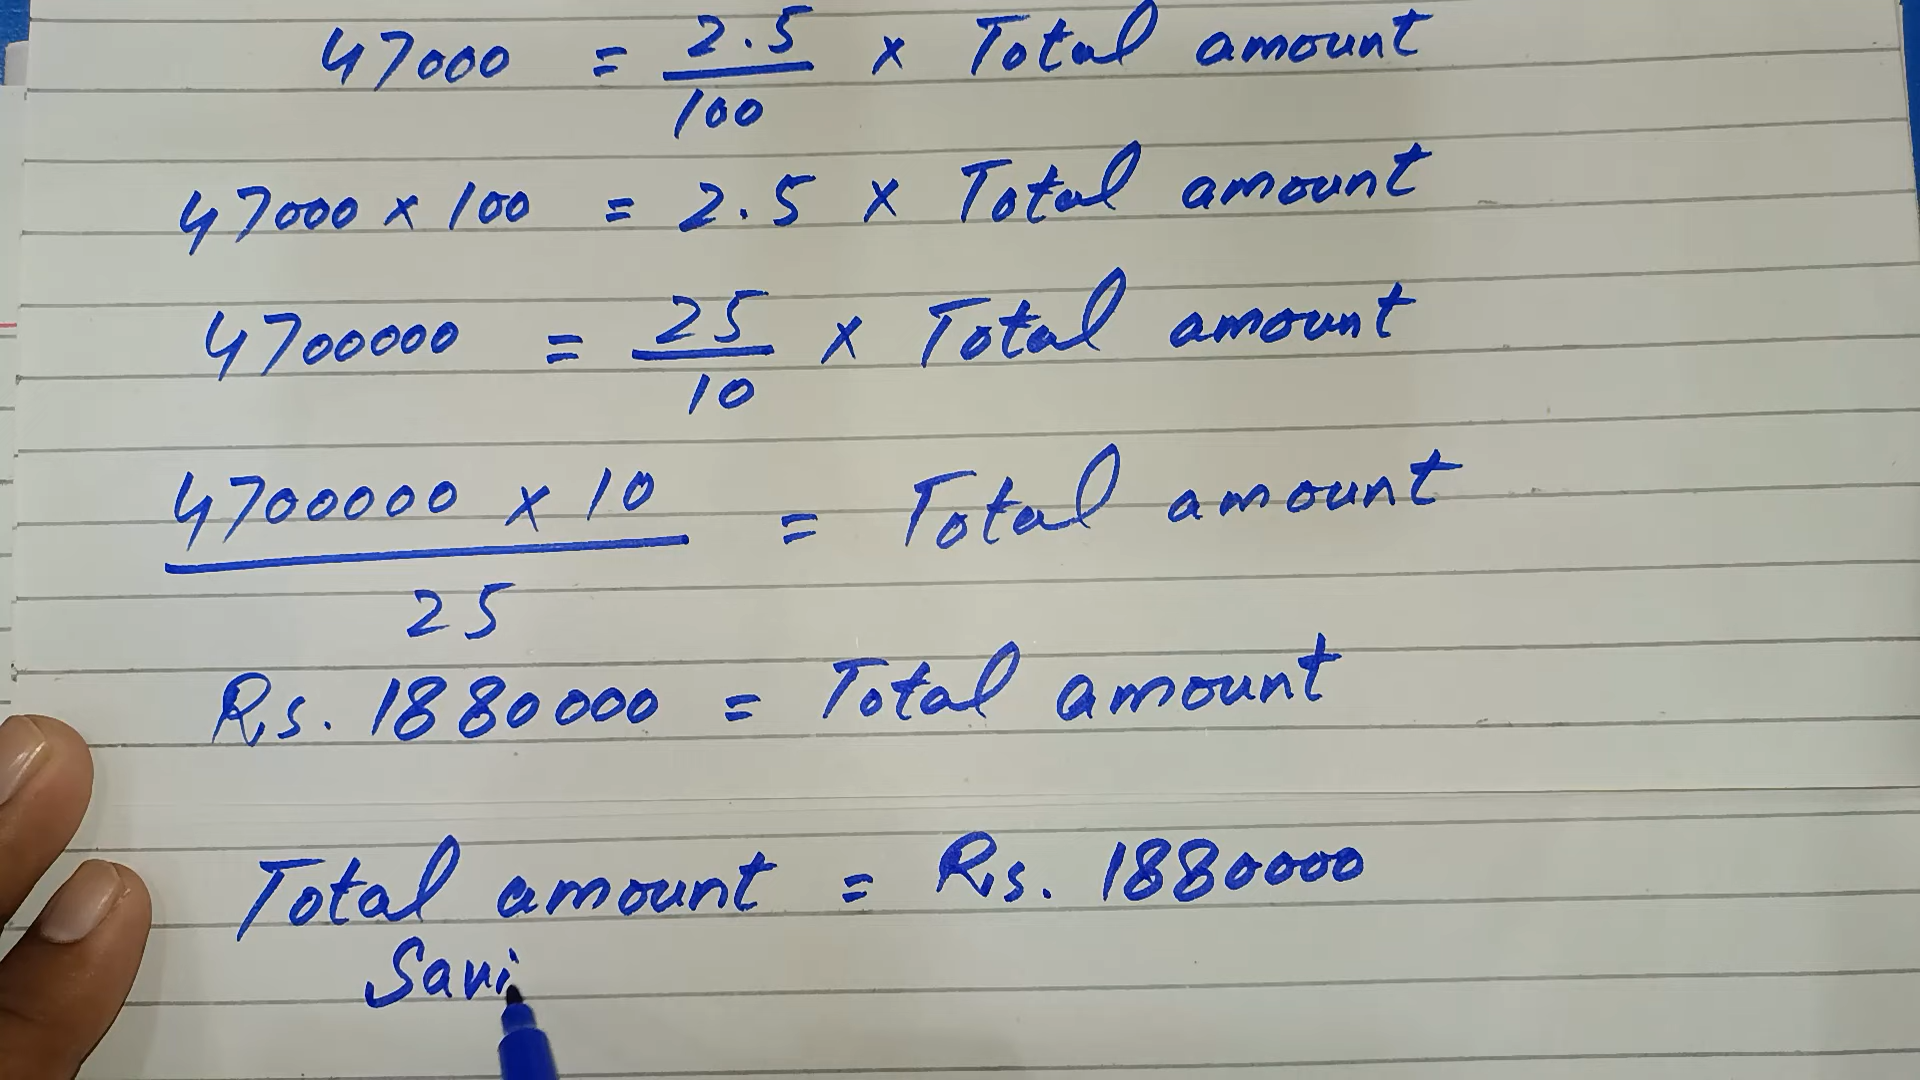 47000 = 2.5/100 x Total amount
47000 x 100 = 2.5 x Total amount
4700000 = 25/10 x Total amount
4700000 x 10/25 = Total amount
Rs. 1880000 = Total amount
Total amount = Rs. 1880000
Savi